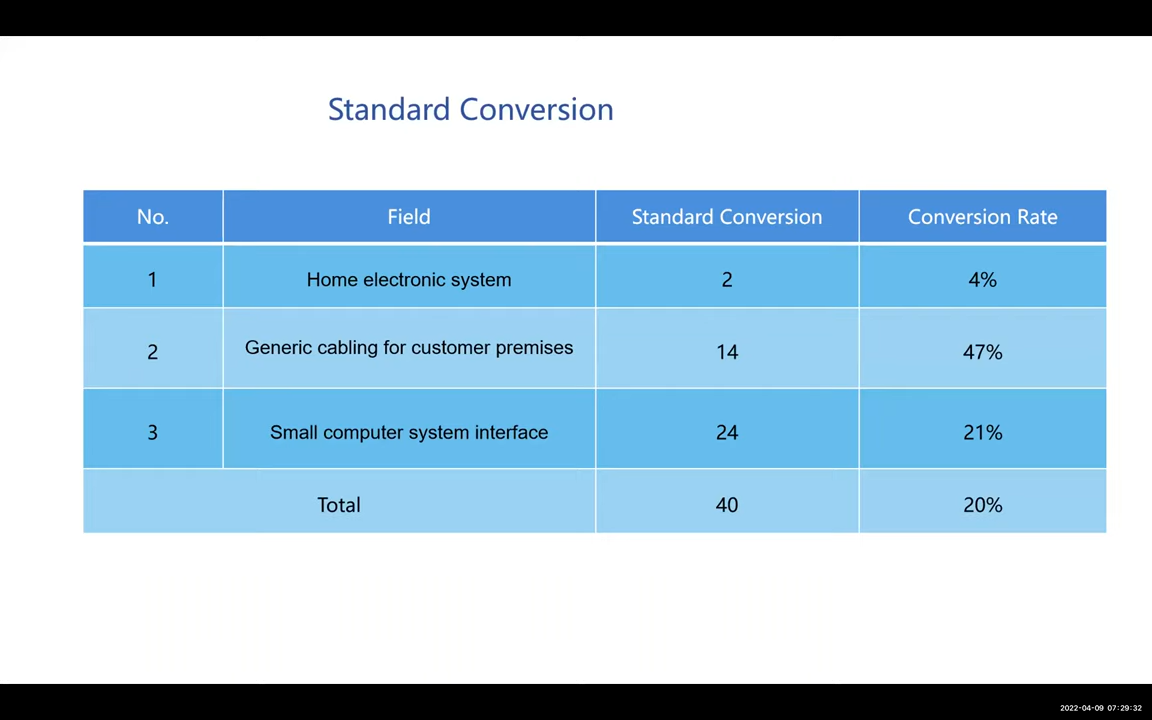 Standard Conversion
No. Field Standard Conversion Conversion Rate
1 Home electronic system 2 4%
2 Generic cabling for customer premises 14 47%
3 Small computer system interface 24 21%
Total 40 20%
2022-04-09 07:29:32